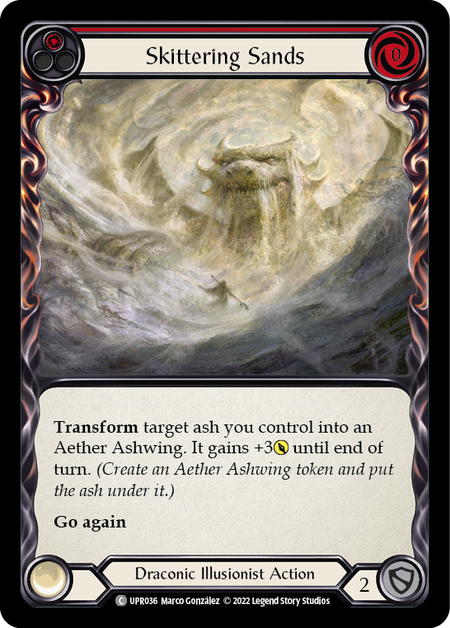 Skittering Sands
0
Transform target ash you control into an
Aether Ashwing. It gains +3 until end of
turn. (Create an Aether Ashwing token and put
the ash under it.)
Go again
Draconic Illusionist Action
2
C UPR036 Marco González © 2022 Legend Story Studios